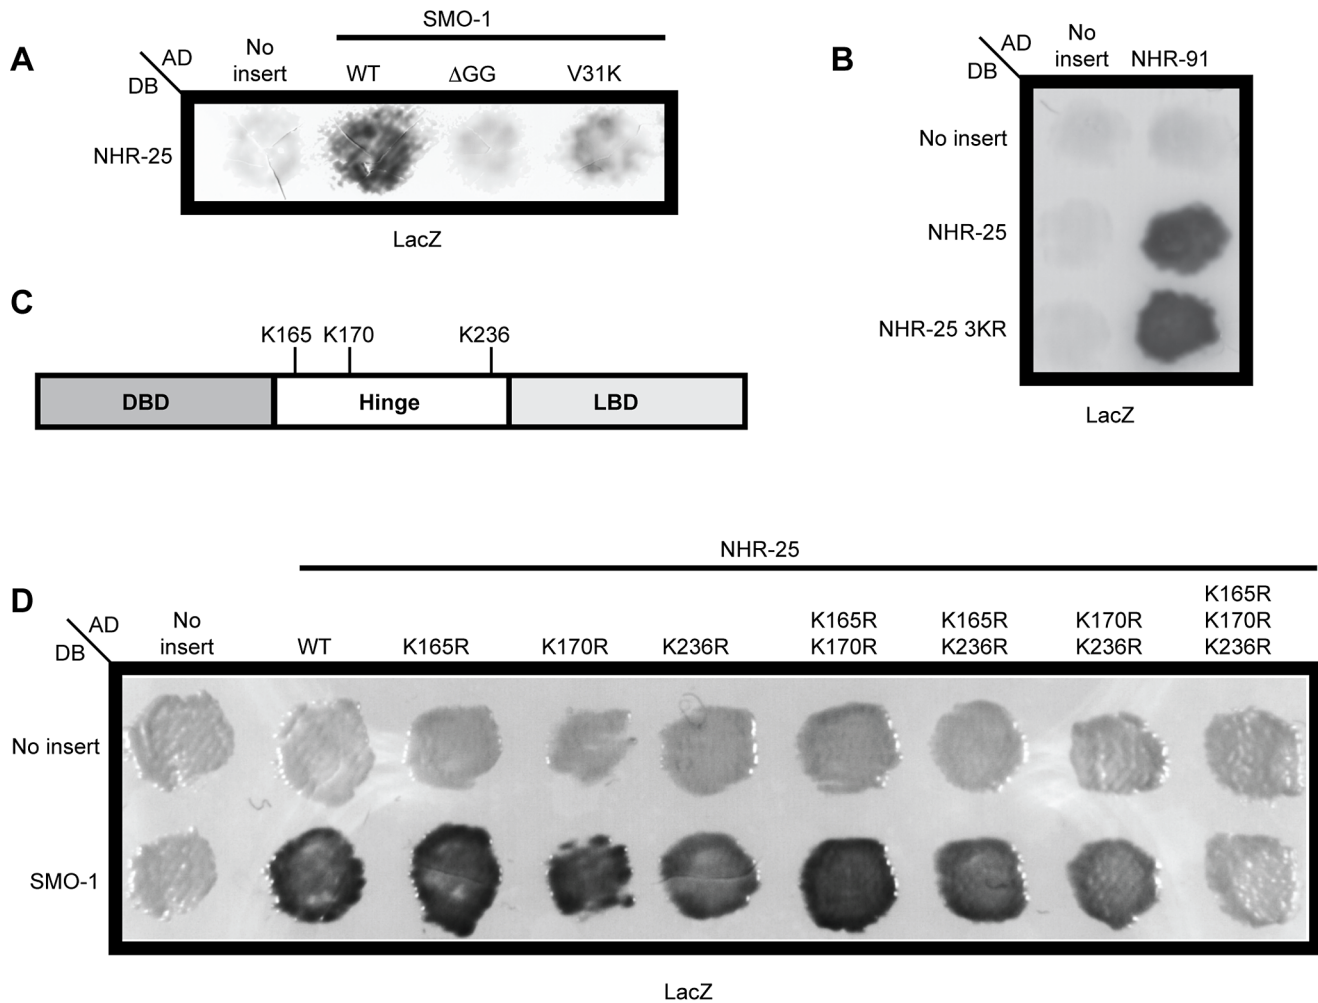 A
SMO-1
AD
DB
No
insert
WT
ΔGG
V31K
NHR-25
LacZ
B
AD
DB
No
insert
NHR-91
No insert
NHR-25
NHR-25 3KR
LacZ
C
K165 K170 K236
DBD
Hinge
LBD
NHR-25
D
AD
DB
No
insert
WT
K165R
K170R
K236R
K165R
K170R
K165R
K236R
K170R
K236R
K165R
K170R
K236R
No insert
SMO-1
LacZ